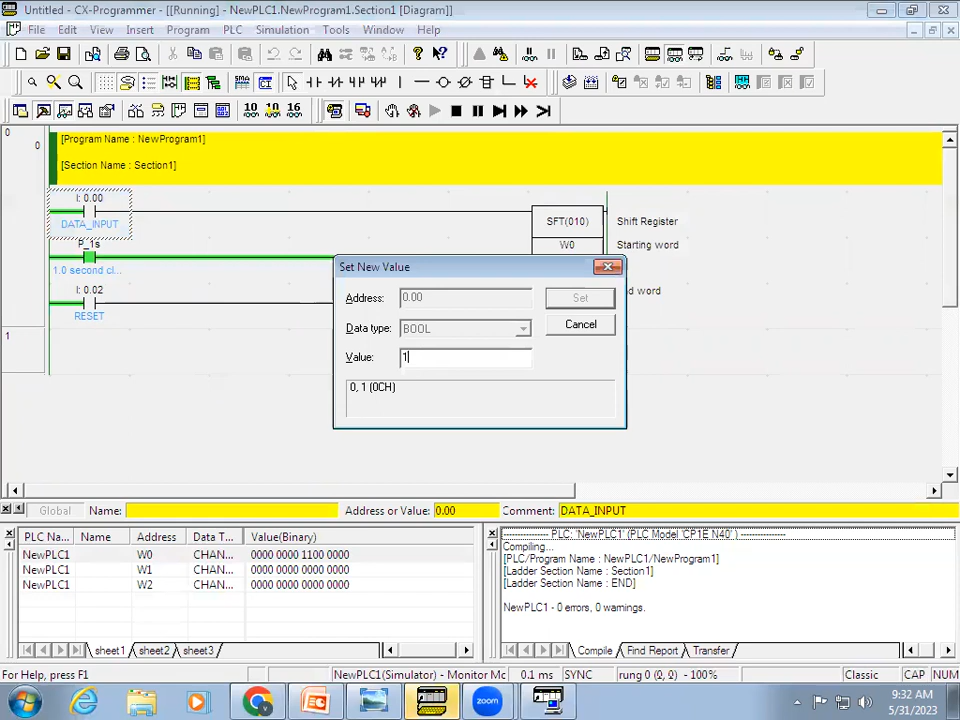 Untitled - CX-Programmer - [[Running] - NewPLC1.NewProgram1.Section1 [Diagram]]
File Edit View Insert Program PLC Simulation Tools Window Help
10 10 16
0
0
[Program Name : NewProgram1]
[Section Name : Section1]
I: 0.00
DATA_INPUT
SFT(010)
Shift Register
P_1s
W0
Starting word
1.0 second cl...
I: 0.02
nd word
RESET
1
Set New Value
Address: 0.00
Set
Data type: BOOL
Cancel
Value: 1
0, 1 (0CH)
Global Name: Address or Value: 0.00 Comment: DATA_INPUT
PLC Na... Name Address Data T... Value(Binary)
NewPLC1 W0 CHAN... 0000 0000 1100 0000
NewPLC1 W1 CHAN... 0000 0000 0000 0000
NewPLC1 W2 CHAN... 0000 0000 0000 0000
sheet1 sheet2 sheet3
---------------- PLC: 'NewPLC1' (PLC Model 'CP1E N40') ----------------
Compiling...
[PLC/Program Name : NewPLC1/NewProgram1]
[Ladder Section Name : Section1]
[Ladder Section Name : END]
NewPLC1 - 0 errors, 0 warnings.
Compile Find Report Transfer
For Help, press F1
NewPLC1(Simulator) - Monitor Mc
0.1 ms
SYNC
rung 0 (0, 0) - 100%
Classic
CAP
NUM
zoom
9:32 AM
5/31/2023